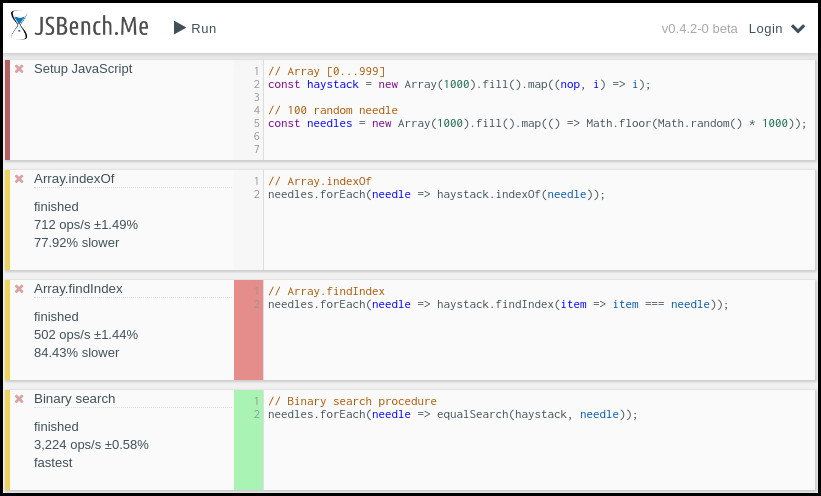 JSBench.Me
Run
v0.4.2-0 beta
Login
Setup JavaScript
1 // Array [0...999]
2 const haystack = new Array(1000).fill().map((nop, i) => i);
3
4 // 100 random needle
5 const needles = new Array(1000).fill().map(() => Math.floor(Math.random() * 1000));
6
7
Array.indexOf
finished
712 ops/s ±1.49%
77.92% slower
1 // Array.indexOf
2 needles.forEach(needle => haystack.indexOf(needle));
Array.findIndex
finished
502 ops/s ±1.44%
84.43% slower
1 // Array.findIndex
2 needles.forEach(needle => haystack.findIndex(item => item === needle));
Binary search
finished
3,224 ops/s ±0.58%
fastest
1 // Binary search procedure
2 needles.forEach(needle => equalSearch(haystack, needle));